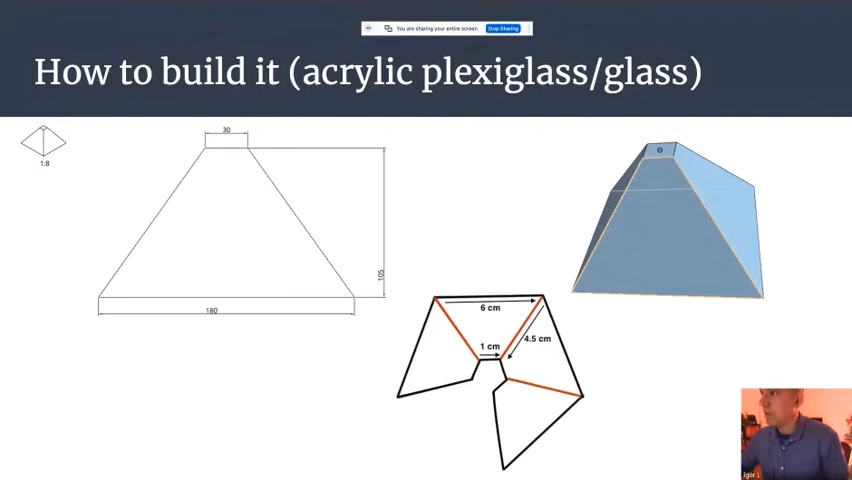 You are sharing your entire screen. Stop Sharing
How to build it (acrylic plexiglass/glass)
1:8
30
105
180
6 cm
1 cm
4.5 cm
Igor L